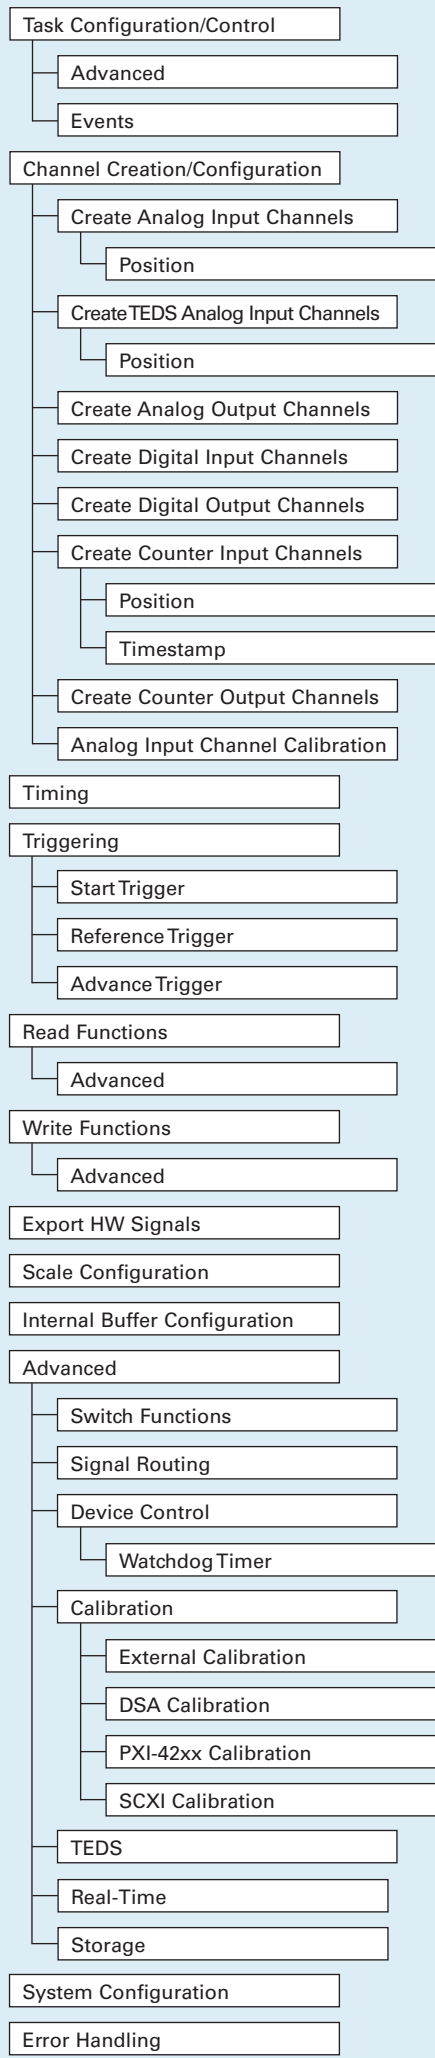 Task Configuration/Control
Advanced
Events
Channel Creation/Configuration
Create Analog Input Channels
Position
Create TEDS Analog Input Channels
Position
Create Analog Output Channels
Create Digital Input Channels
Create Digital Output Channels
Create Counter Input Channels
Position
Timestamp
Create Counter Output Channels
Analog Input Channel Calibration
Timing
Triggering
Start Trigger
Reference Trigger
Advance Trigger
Read Functions
Advanced
Write Functions
Advanced
Export HW Signals
Scale Configuration
Internal Buffer Configuration
Advanced
Switch Functions
Signal Routing
Device Control
Watchdog Timer
Calibration
External Calibration
DSA Calibration
PXI-42xx Calibration
SCXI Calibration
TEDS
Real-Time
Storage
System Configuration
Error Handling